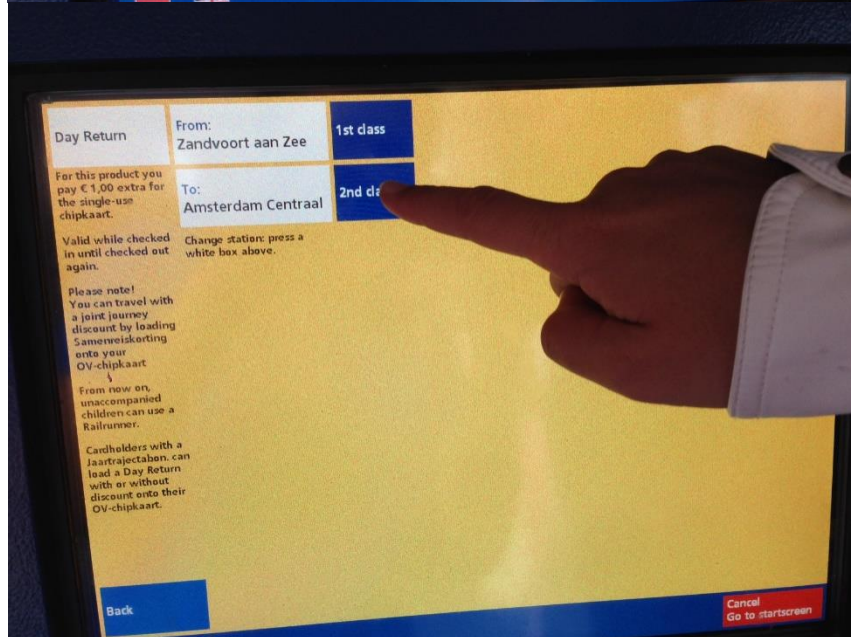 Day Return
For this product you
pay € 1,00 extra for
the single-use
chipkaart.
Valid while checked
in until checked out
again.
Please note!
You can travel with
a joint journey
discount by loading
Samenreiskorting
onto your
OV-chipkaart
From now on,
unaccompanied
children can use a
Railrunner.
Cardholders with a
Jaartrajectabon. can
load a Day Return
with or without
discount onto their
OV-chipkaart.
From:
Zandvoort aan Zee
To:
Amsterdam Centraal
Change station: press a
white box above.
1st class
2nd cla
Back
Cancel
Go to startscreen